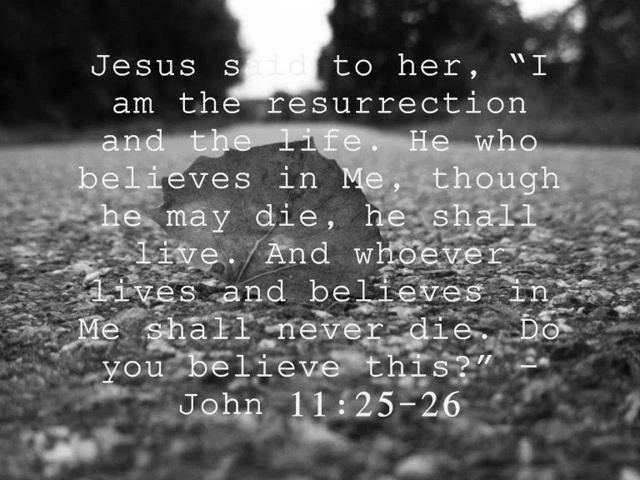 Jesus said to her, “I
am the resurrection
and the life. He who
believes in Me, though
he may die, he shall
live. And whoever
lives and believes in
Me shall never die. Do
you believe this?” –
John 11:25-26